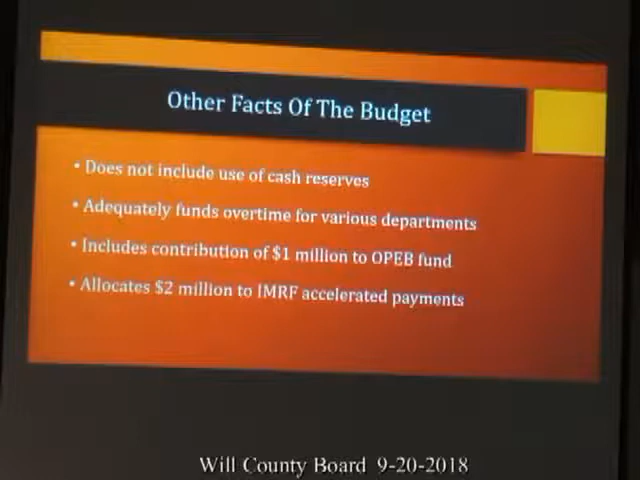 Other Facts Of The Budget
• Does not include use of cash reserves
• Adequately funds overtime for various departments
• Includes contribution of $1 million to OPEB fund
• Allocates $2 million to IMRF accelerated payments
Will County Board 9-20-2018